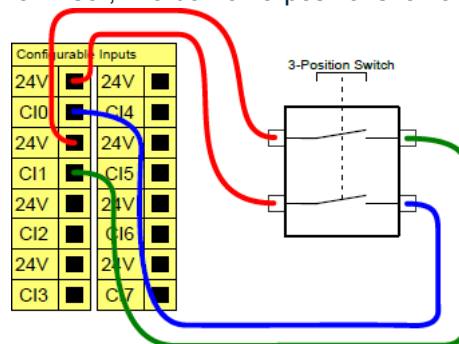 position
Configurable Inputs
24V 24V
CI0 CI4
24V 24V
CI1 CI5
24V 24V
CI2 CI6
24V 24V
CI3 CI7
3-Position Switch